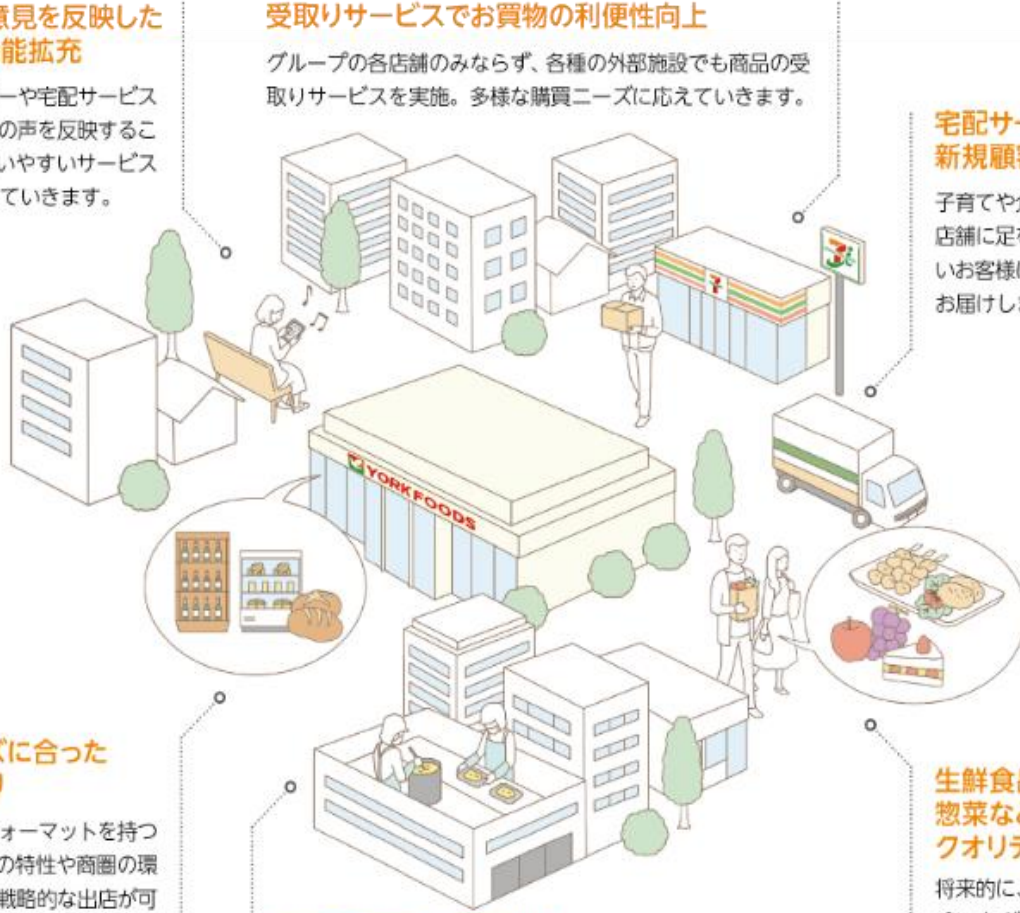 意見を反映した
能拡充
ーや宅配サービス
の声を反映するこ
いやすいサービス
ていきます。
受取りサービスでお買物の利便性向上
グループの各店舗のみならず、各種の外部施設でも商品の受
取りサービスを実施。多様な購買ニーズに応えていきます。
宅配サー
新規顧客
子育てや
店舗に足を
いお客様に
お届けしま
YORK FOODS
ズに合った
り
ォーマットを持つ
の特性や商圏の環
戦略的な出店が可
生鮮食品
惣菜など
クオリテ
将来的に、